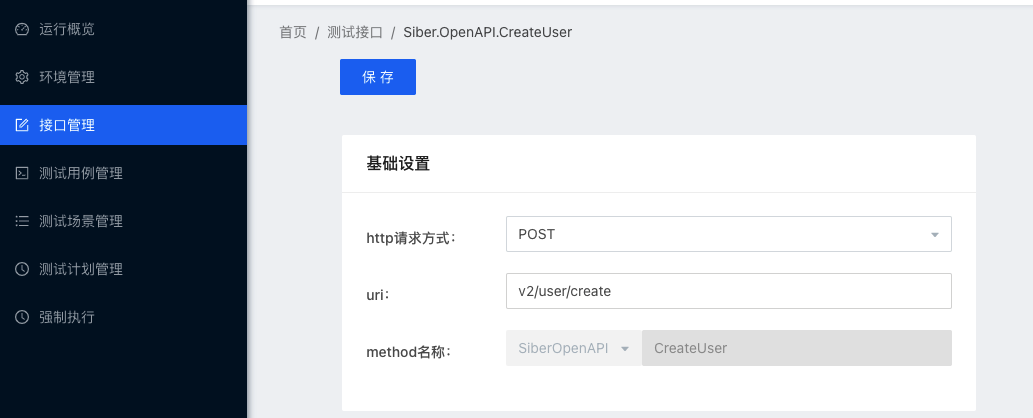 运行概览
环境管理
接口管理
测试用例管理
测试场景管理
测试计划管理
强制执行
首页 / 测试接口 / Siber.OpenAPI.CreateUser
保 存
基础设置
http请求方式：
POST
uri：
v2/user/create
method名称：
SiberOpenAPI
CreateUser